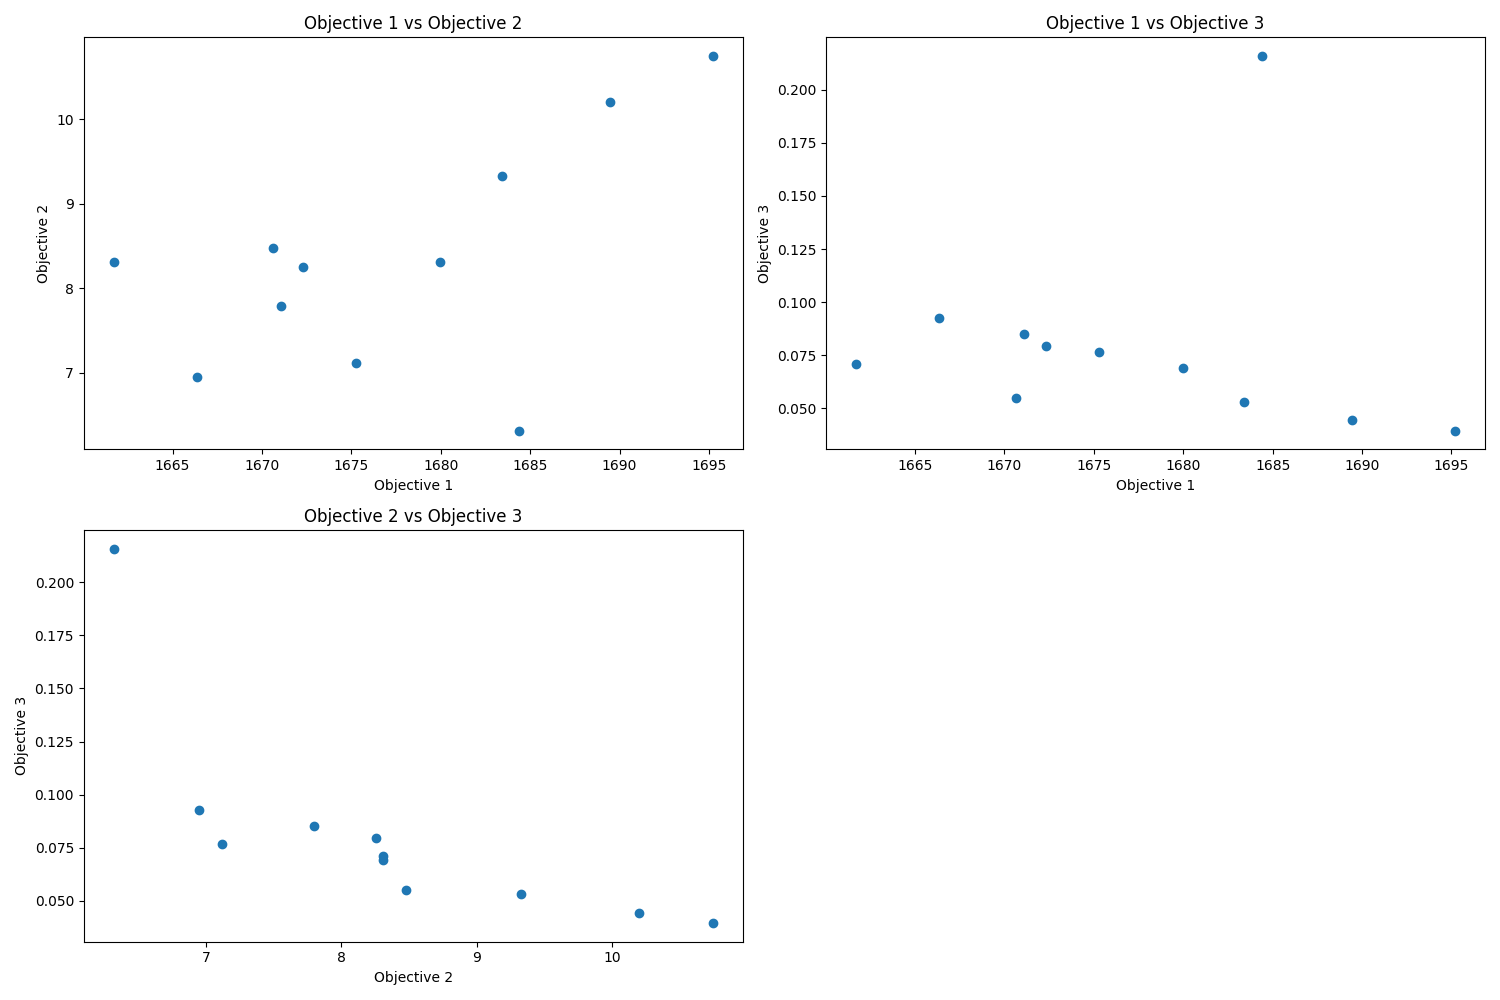 Objective 1 vs Objective 2
Objective 2
10
9
8
7
1665 1670 1675 1680 1685 1690 1695
Objective 1
Objective 1 vs Objective 3
Objective 3
0.200
0.175
0.150
0.125
0.100
0.075
0.050
1665 1670 1675 1680 1685 1690 1695
Objective 1
Objective 2 vs Objective 3
Objective 3
0.200
0.175
0.150
0.125
0.100
0.075
0.050
7 8 9 10
Objective 2